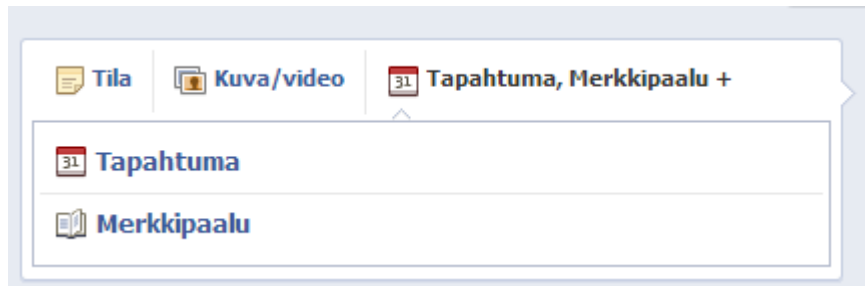 Tila Kuva/video 31 Tapahtuma, Merkkipaalu +
31 Tapahtuma
Merkkipaalu